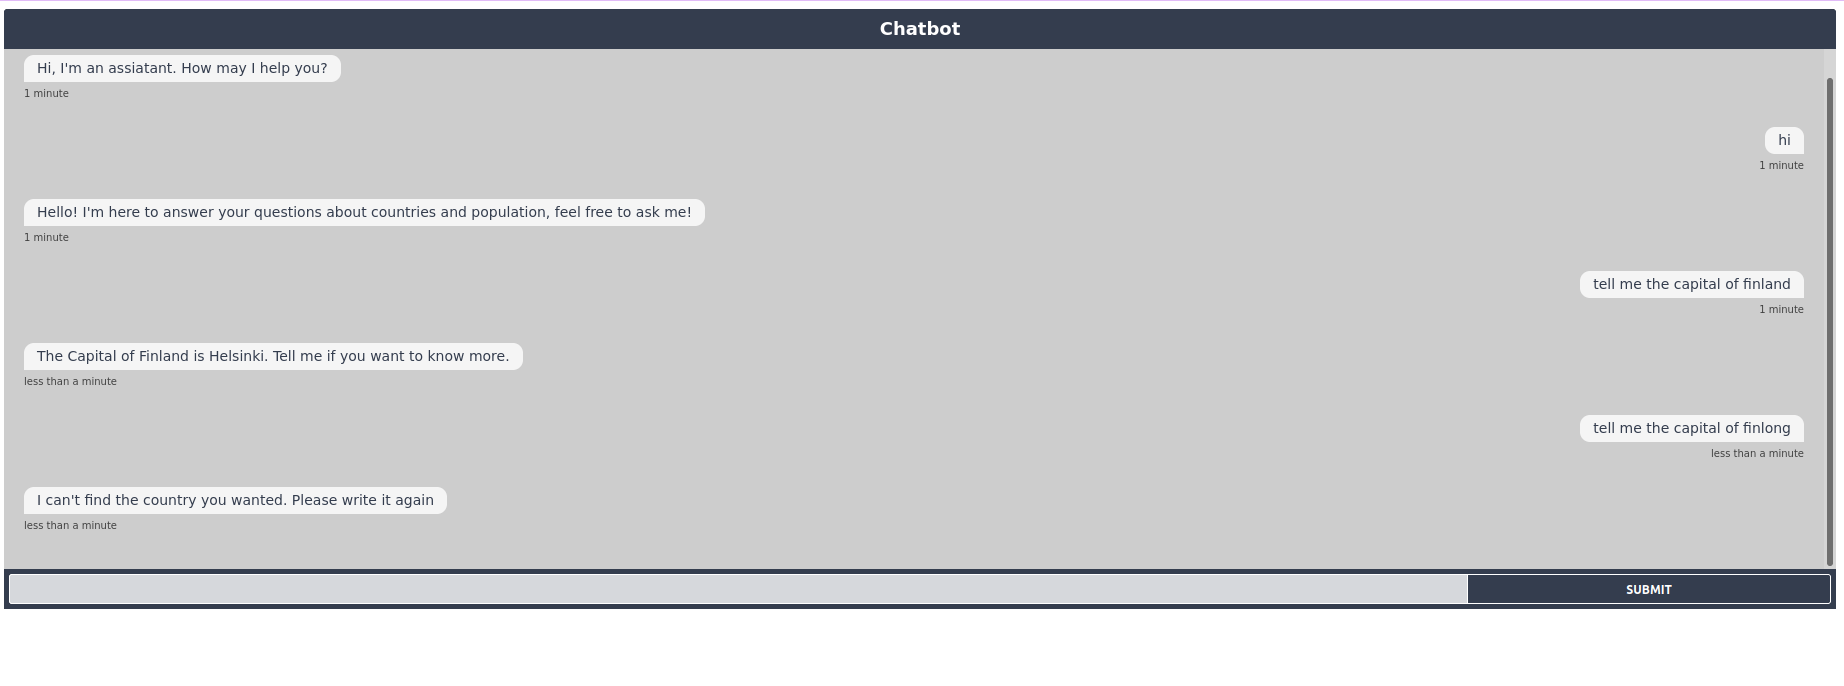 Chatbot
Hi, I'm an assiatant. How may I help you?
1 minute
hi
1 minute
Hello! I'm here to answer your questions about countries and population, feel free to ask me!
1 minute
tell me the capital of finland
1 minute
The Capital of Finland is Helsinki. Tell me if you want to know more.
less than a minute
tell me the capital of finlong
less than a minute
I can't find the country you wanted. Please write it again
less than a minute
SUBMIT